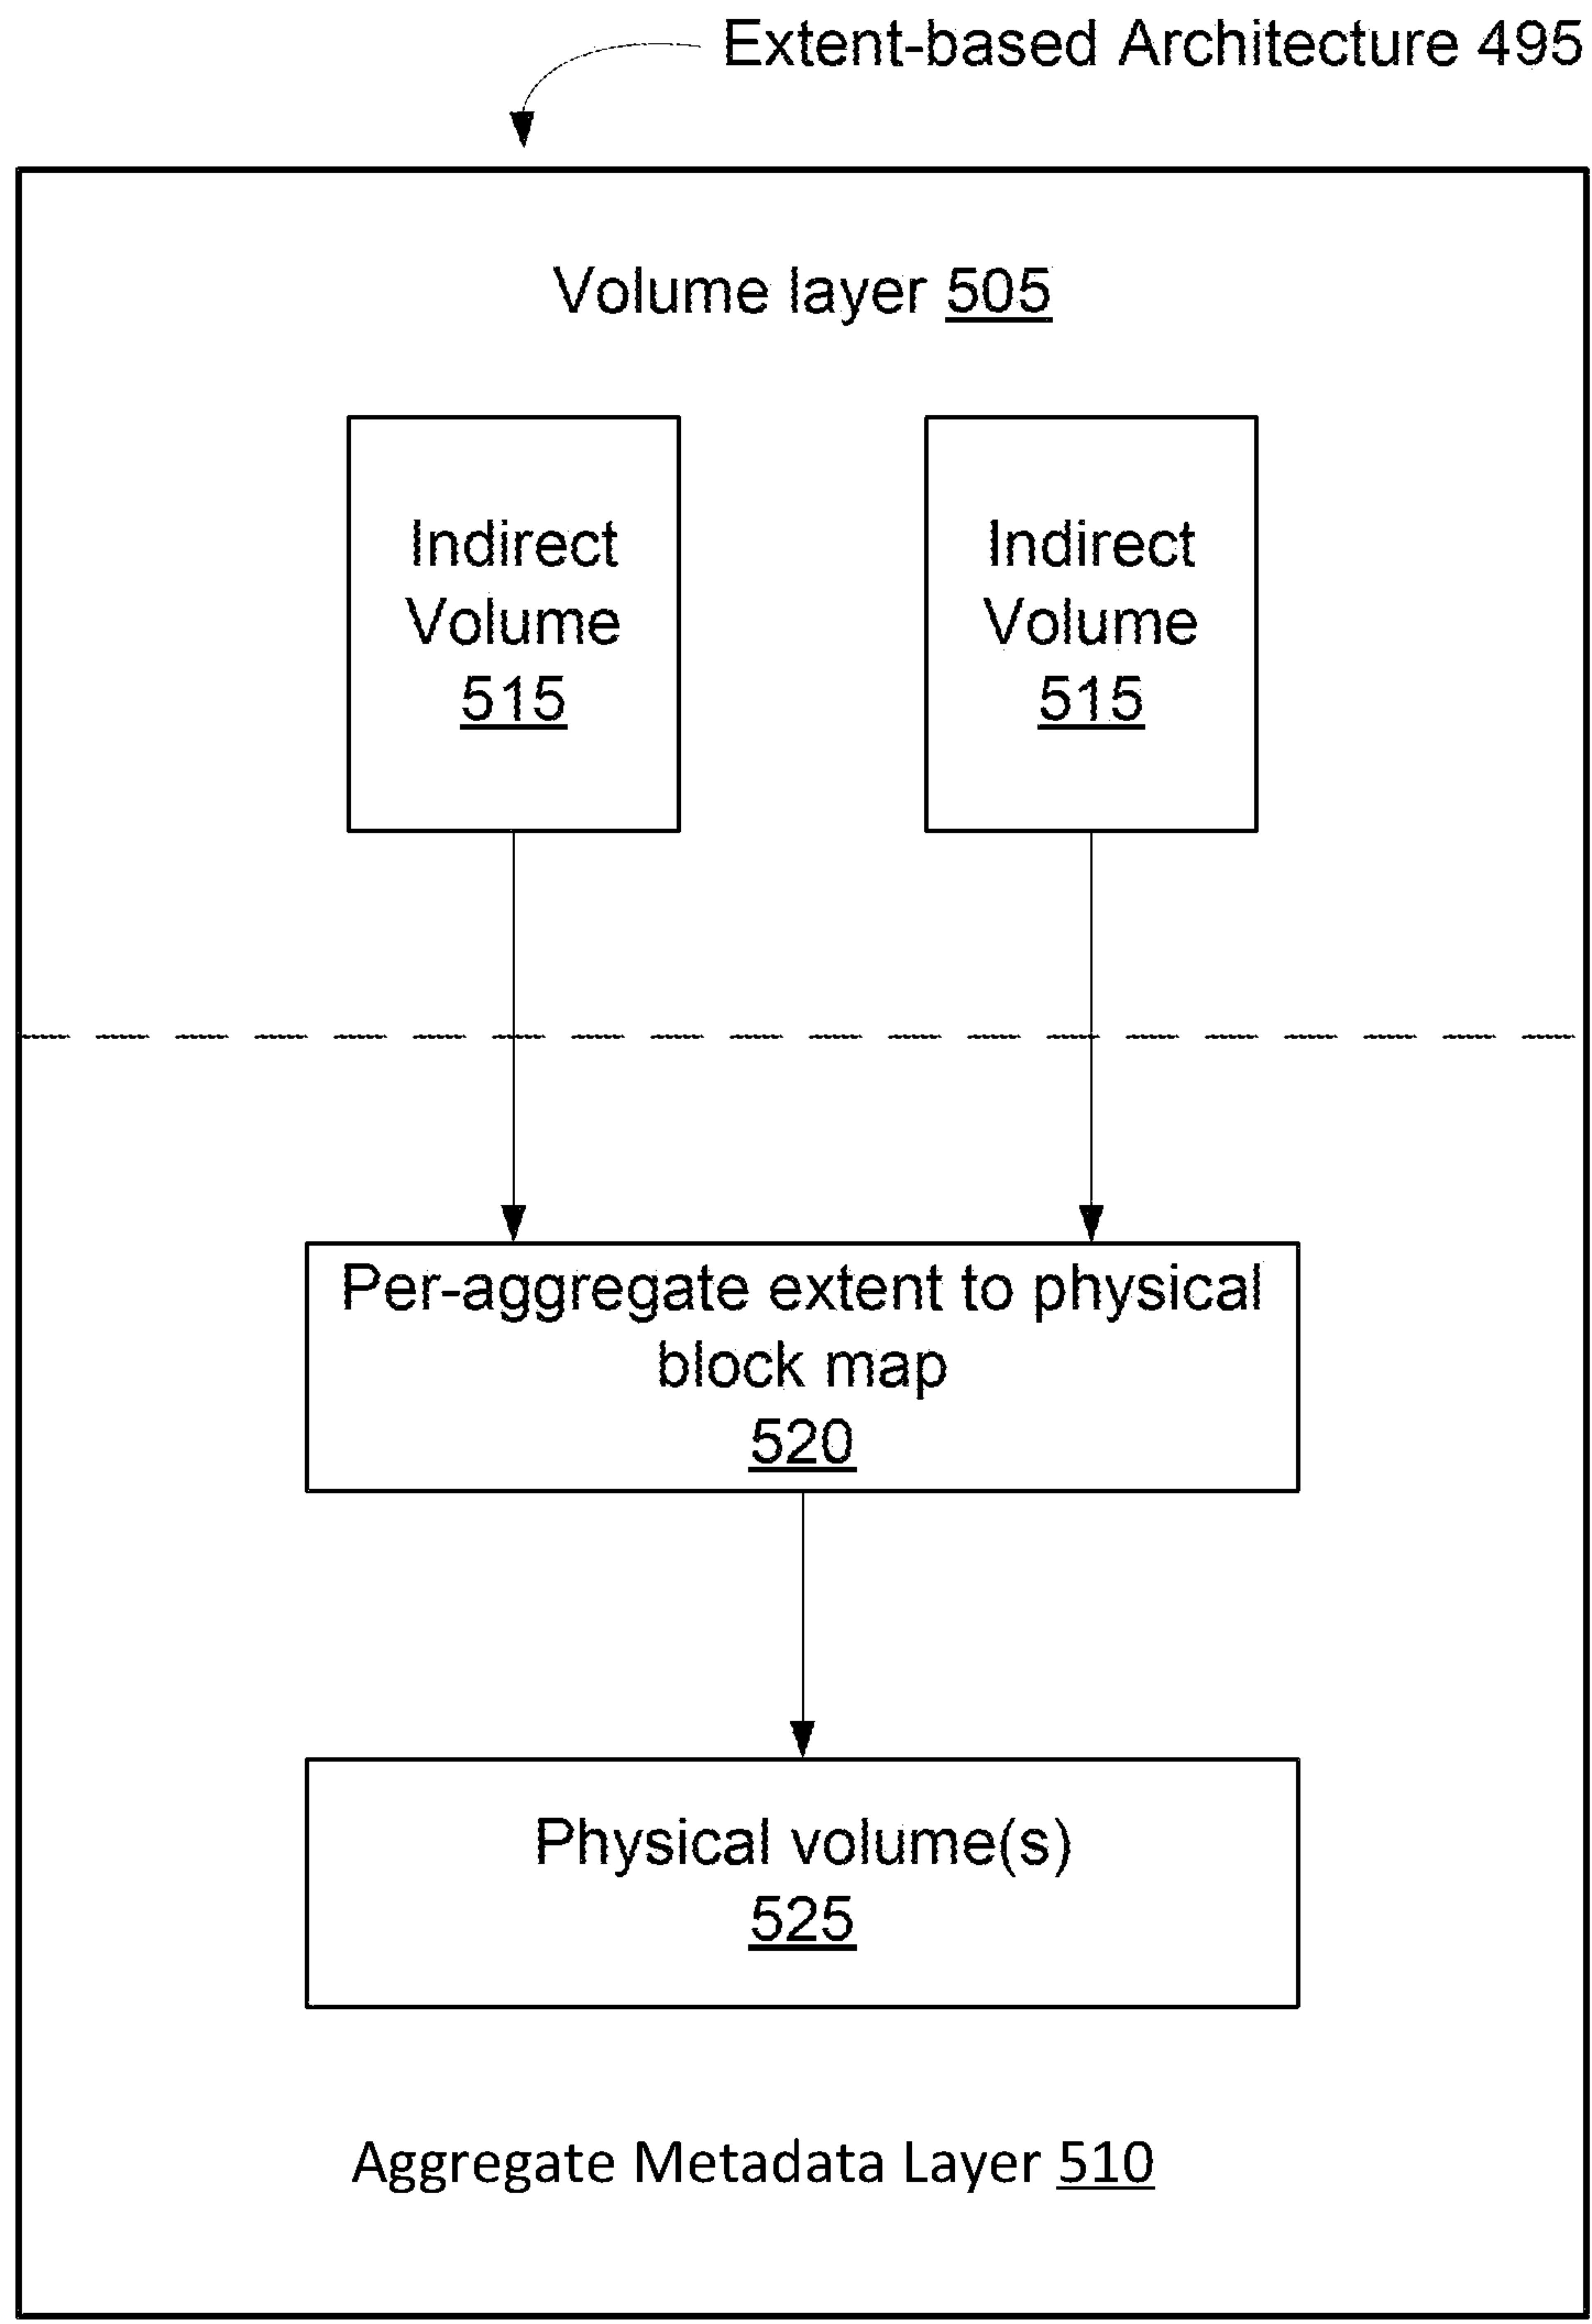 Extent-based Architecture 495
Volume layer 505
Indirect
Volume
515
Indirect
Volume
515
Per-aggregate extent to physical
block map
520
Physical volume(s)
525
Aggregate Metadata Layer 510